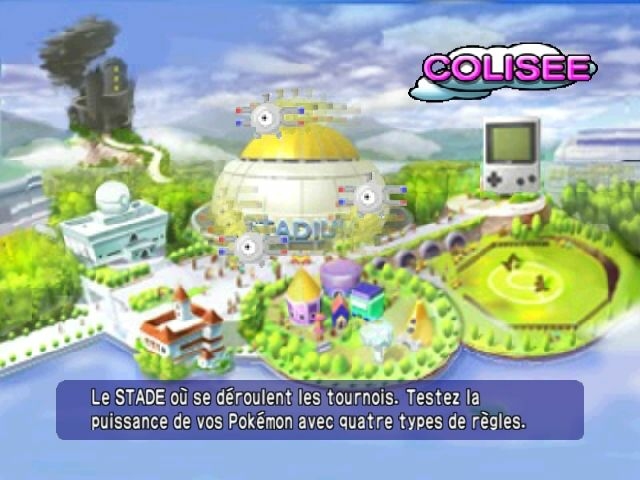 COLISEE
STADIUM
Le STADE où se déroulent les tournois. Testez la
puissance de vos Pokémon avec quatre types de règles.